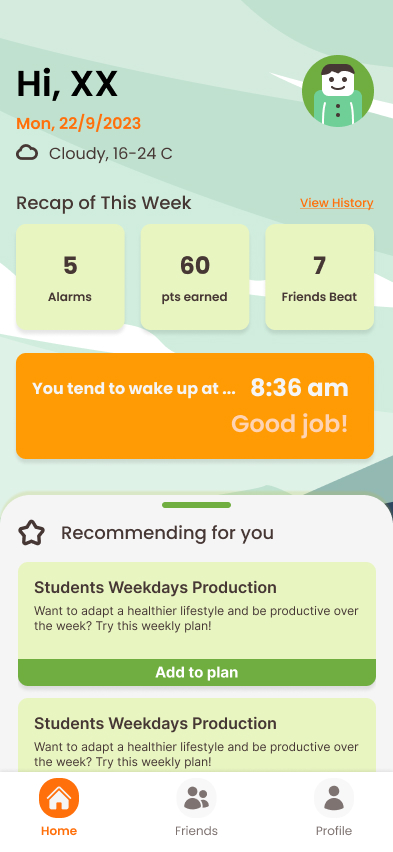 Hi, XX
Mon, 22/9/2023
Cloudy, 16-24 C
Recap of This Week
View History
5
Alarms
60
pts earned
7
Friends Beat
You tend to wake up at ... 8:36 am
Good job!
Recommending for you
Students Weekdays Production
Want to adapt a healthier lifestyle and be productive over
the week? Try this weekly plan!
Add to plan
Students Weekdays Production
Want to adapt a healthier lifestyle and be productive over
the week? Try this weekly plan!
Home
Friends
Profile